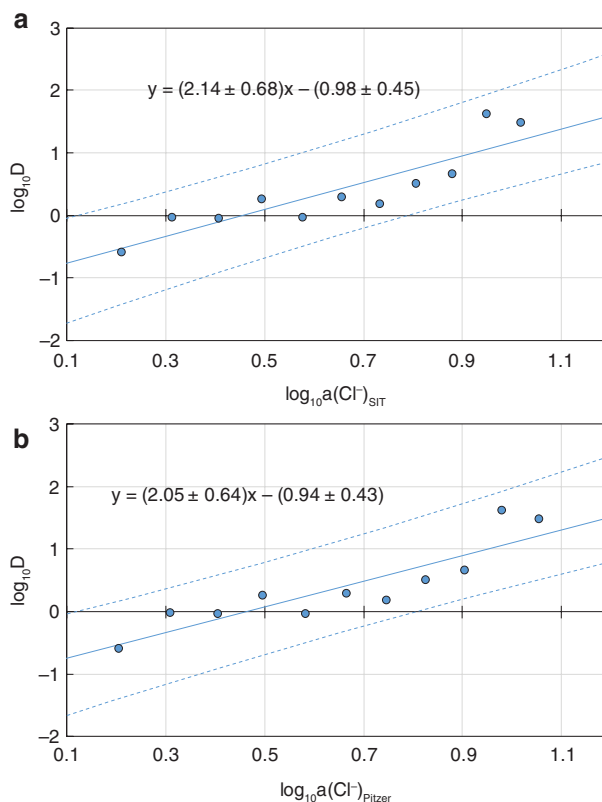 a
3
2
y = (2.14 ± 0.68)x – (0.98 ± 0.45)
1
log₁₀D
0
–1
–2
0.1 0.3 0.5 0.7 0.9 1.1
log₁₀a(Cl⁻)SIT
b
3
2
y = (2.05 ± 0.64)x – (0.94 ± 0.43)
1
log₁₀D
0
–1
–2
0.1 0.3 0.5 0.7 0.9 1.1
log₁₀a(Cl⁻)Pitzer